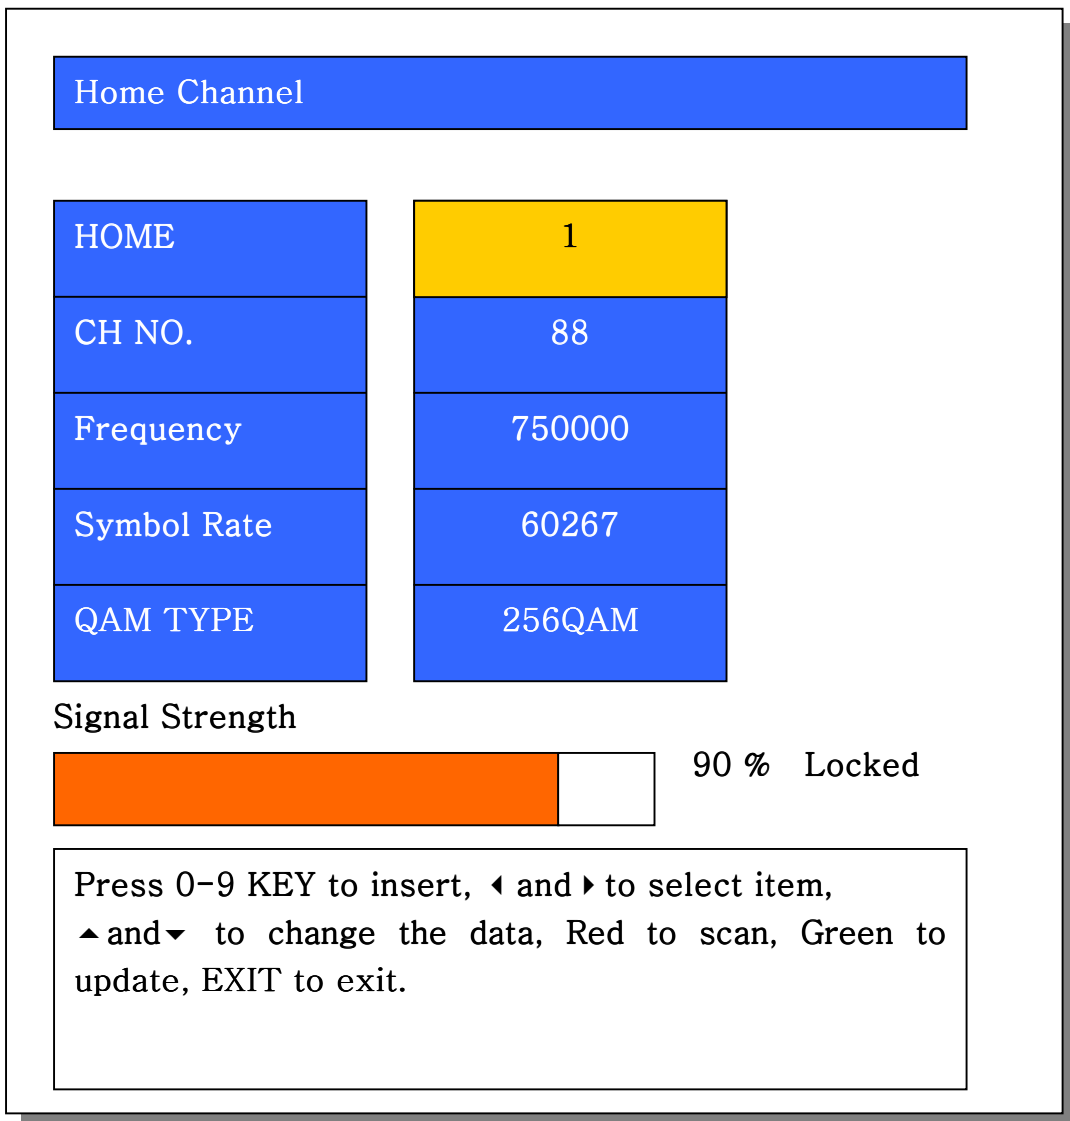 Home Channel
HOME 1
CH NO. 88
Frequency 750000
Symbol Rate 60267
QAM TYPE 256QAM
Signal Strength
90 % Locked
Press 0-9 KEY to insert, ◀ and ▶ to select item,
▲and▼ to change the data, Red to scan, Green to
update, EXIT to exit.